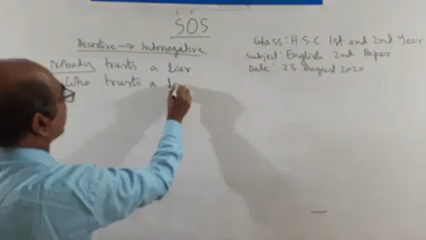 SOS
Assertive → Interrogative
Nobody trusts a liar
Who trusts a
Class: H.S.C 1st and 2nd Year
Subject: English 2nd Paper
Date: 23 August 2020